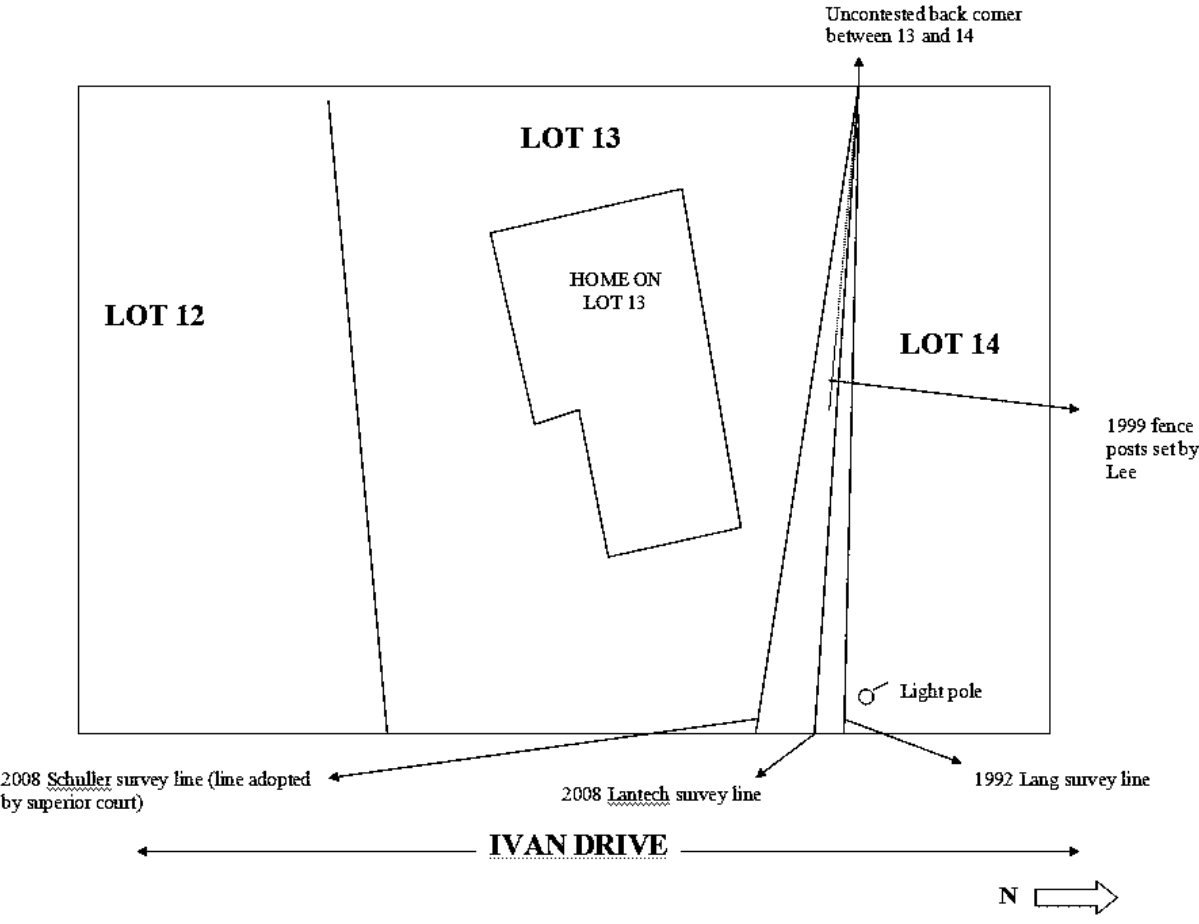 Uncontested back corner
between 13 and 14
LOT 13
HOME ON
LOT 13
LOT 12
LOT 14
1999 fence
posts set by
Lee
Light pole
2008 Schuller survey line (line adopted
by superior court)
2008 Lantech survey line
1992 Lang survey line
IVAN DRIVE
N